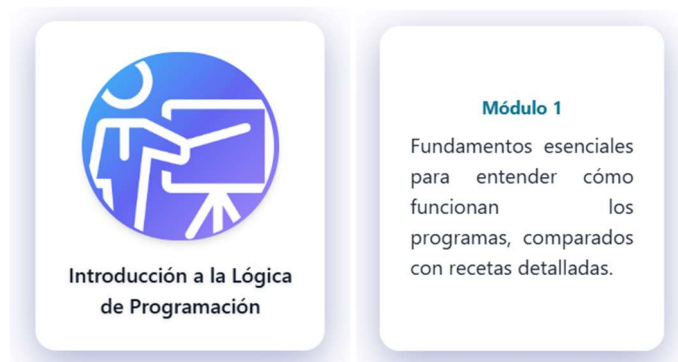 Introducción a la Lógica
de Programación
Módulo 1
Fundamentos esenciales
para entender cómo
funcionan los
programas, comparados
con recetas detalladas.